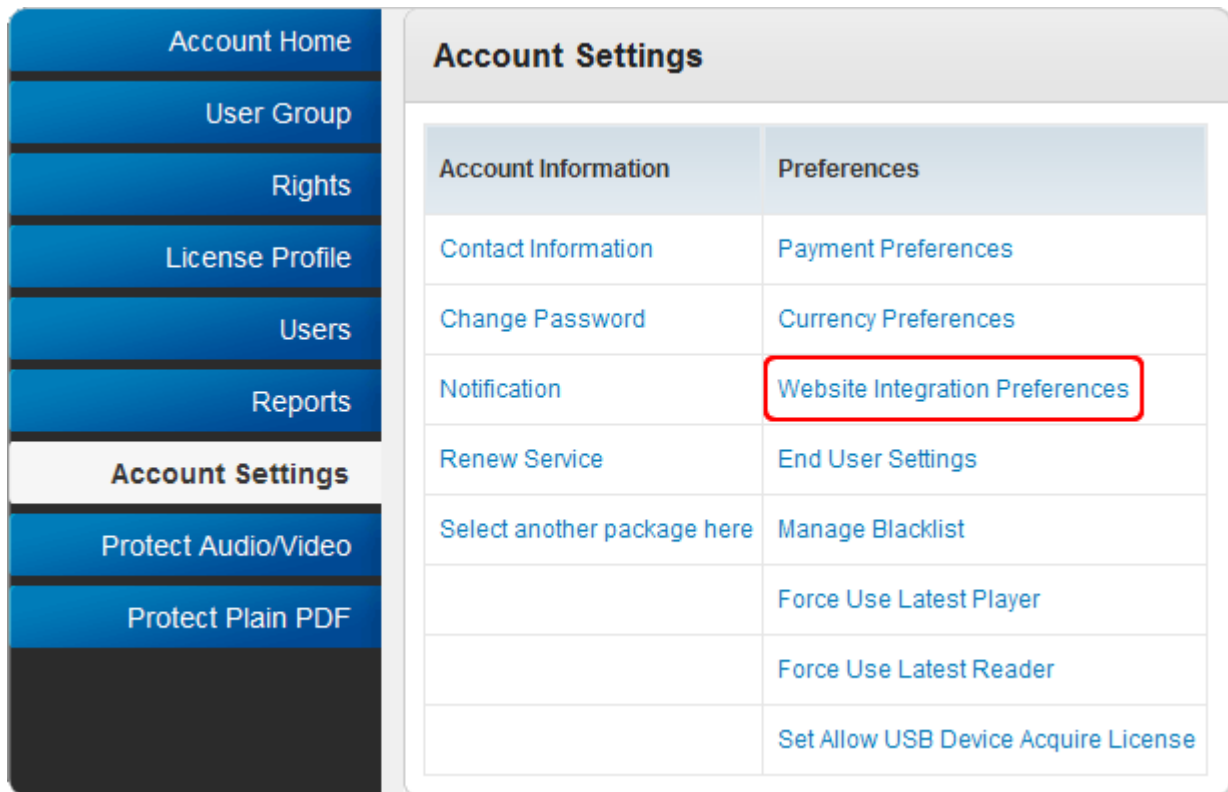 Account Home
User Group
Rights
License Profile
Users
Reports
Account Settings
Protect Audio/Video
Protect Plain PDF
Account Settings
Account Information Preferences
Contact Information Payment Preferences
Change Password Currency Preferences
Notification Website Integration Preferences
Renew Service End User Settings
Select another package here Manage Blacklist
Force Use Latest Player
Force Use Latest Reader
Set Allow USB Device Acquire License